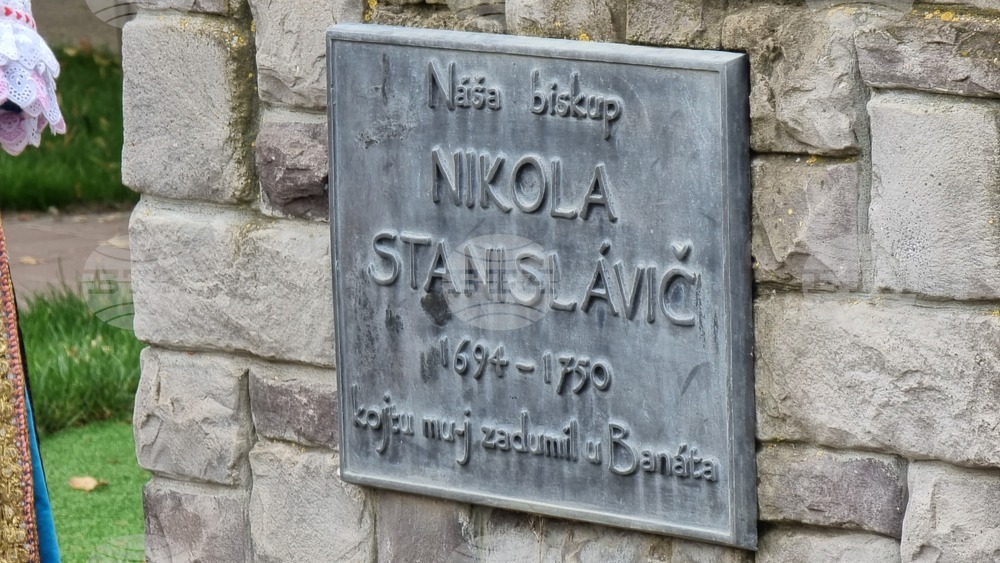 Náša biskup
NIKOLA
STANISLÁVIČ
1694 – 1750
kojtu mu-j zadumil u Banáta